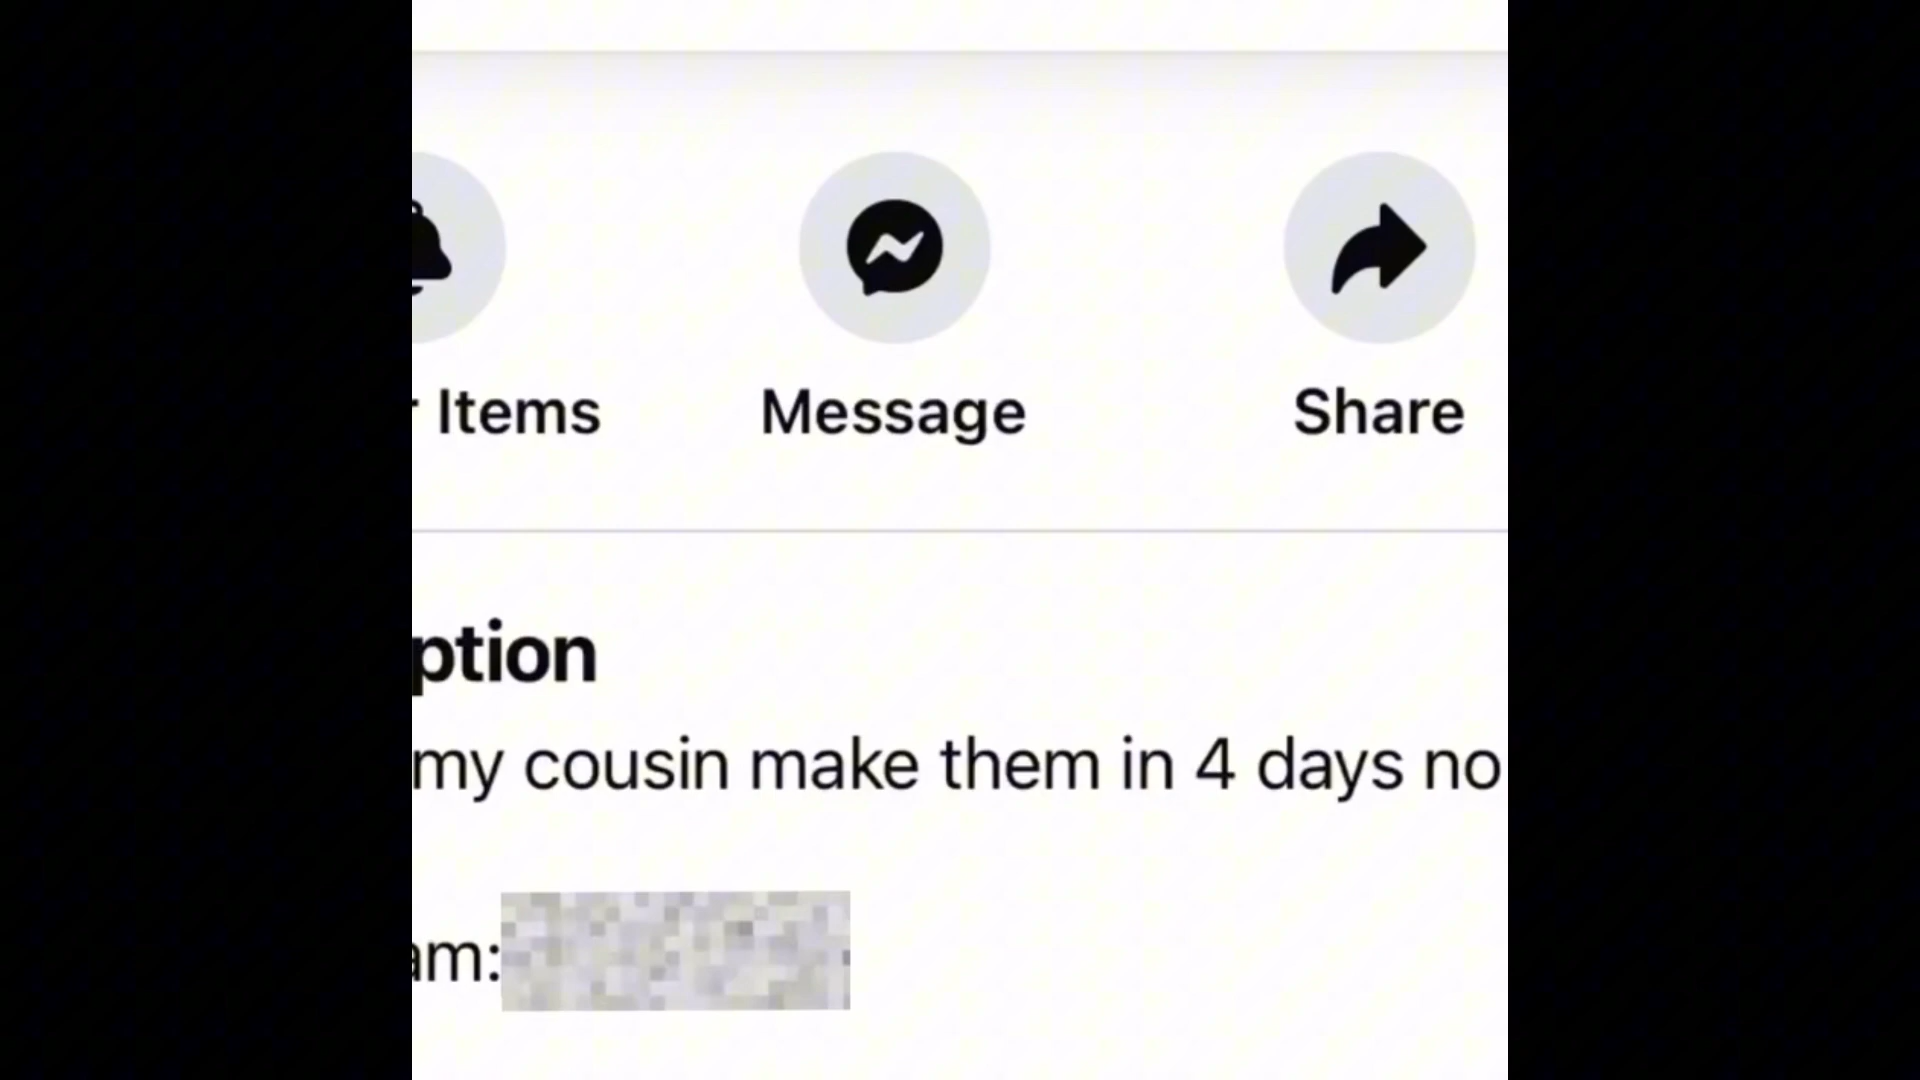 Items
Message
Share
ption
my cousin make them in 4 days no
am: